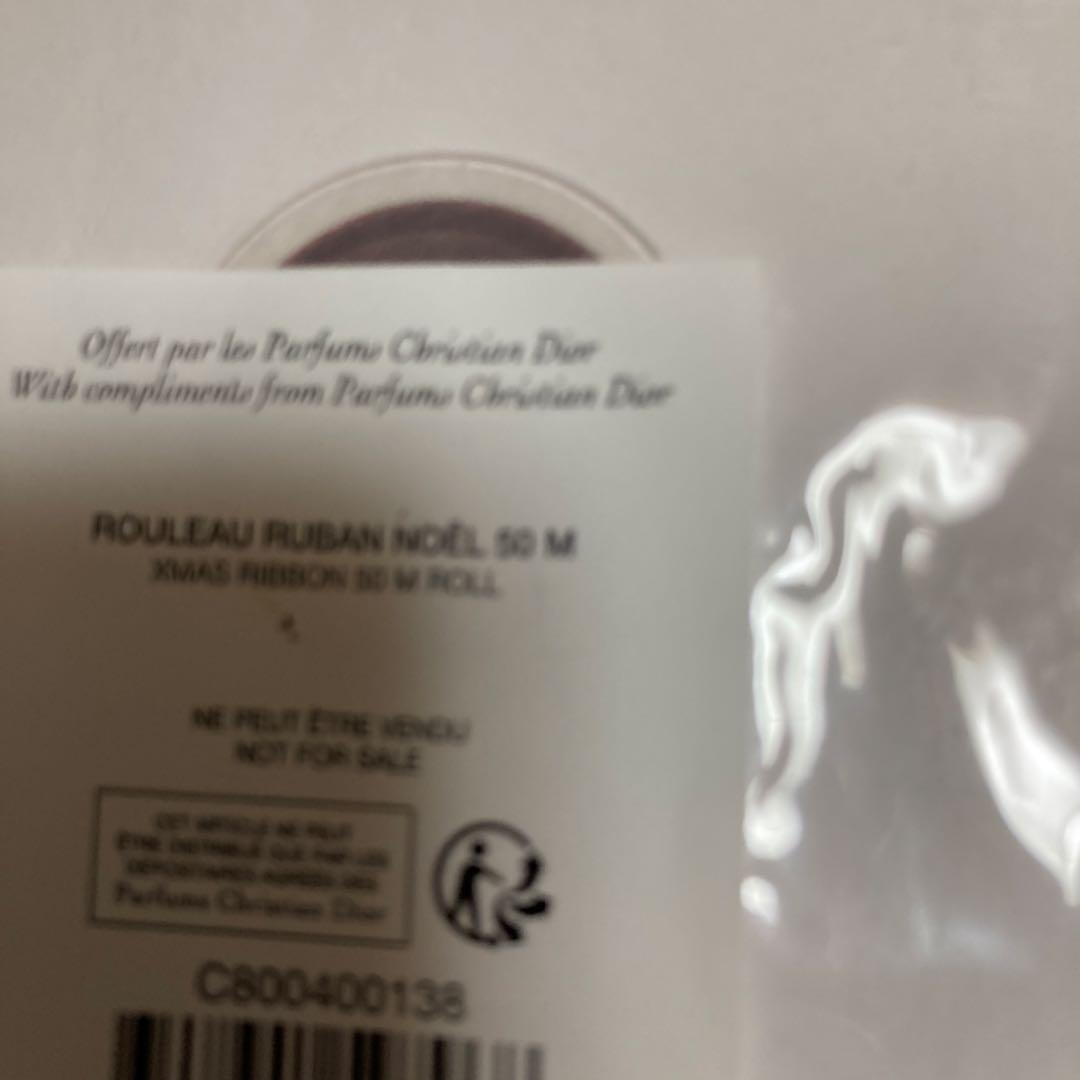 Offert par les Parfums Christian Dior
With compliments from Parfums Christian Dior
ROULEAU RUBAN NOËL 50 M
XMAS RIBBON 50 M ROLL
NE PEUT ÊTRE VENDU
NOT FOR SALE
CET ARTICLE NE PEUT
ÊTRE DISTRIBUÉ QUE PAR LES
DÉPOSITAIRES AGRÉÉS DES
Parfums Christian Dior
C800400138